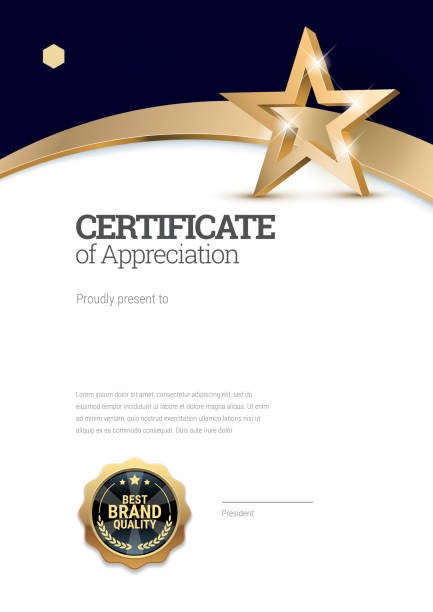 CERTIFICATE
of Appreciation
Proudly present to
Lorem ipsum dolor sit amet, consectetur adipiscing elit, sed do
eiusmod tempor incididunt ut labore et dolore magna aliqua. Ut enim
ad minim veniam, quis nostrud exercitation ullamco laboris nisi ut
aliquip ex ea commodo consequat. Duis aute irure dolor
BEST
BRAND
QUALITY
President